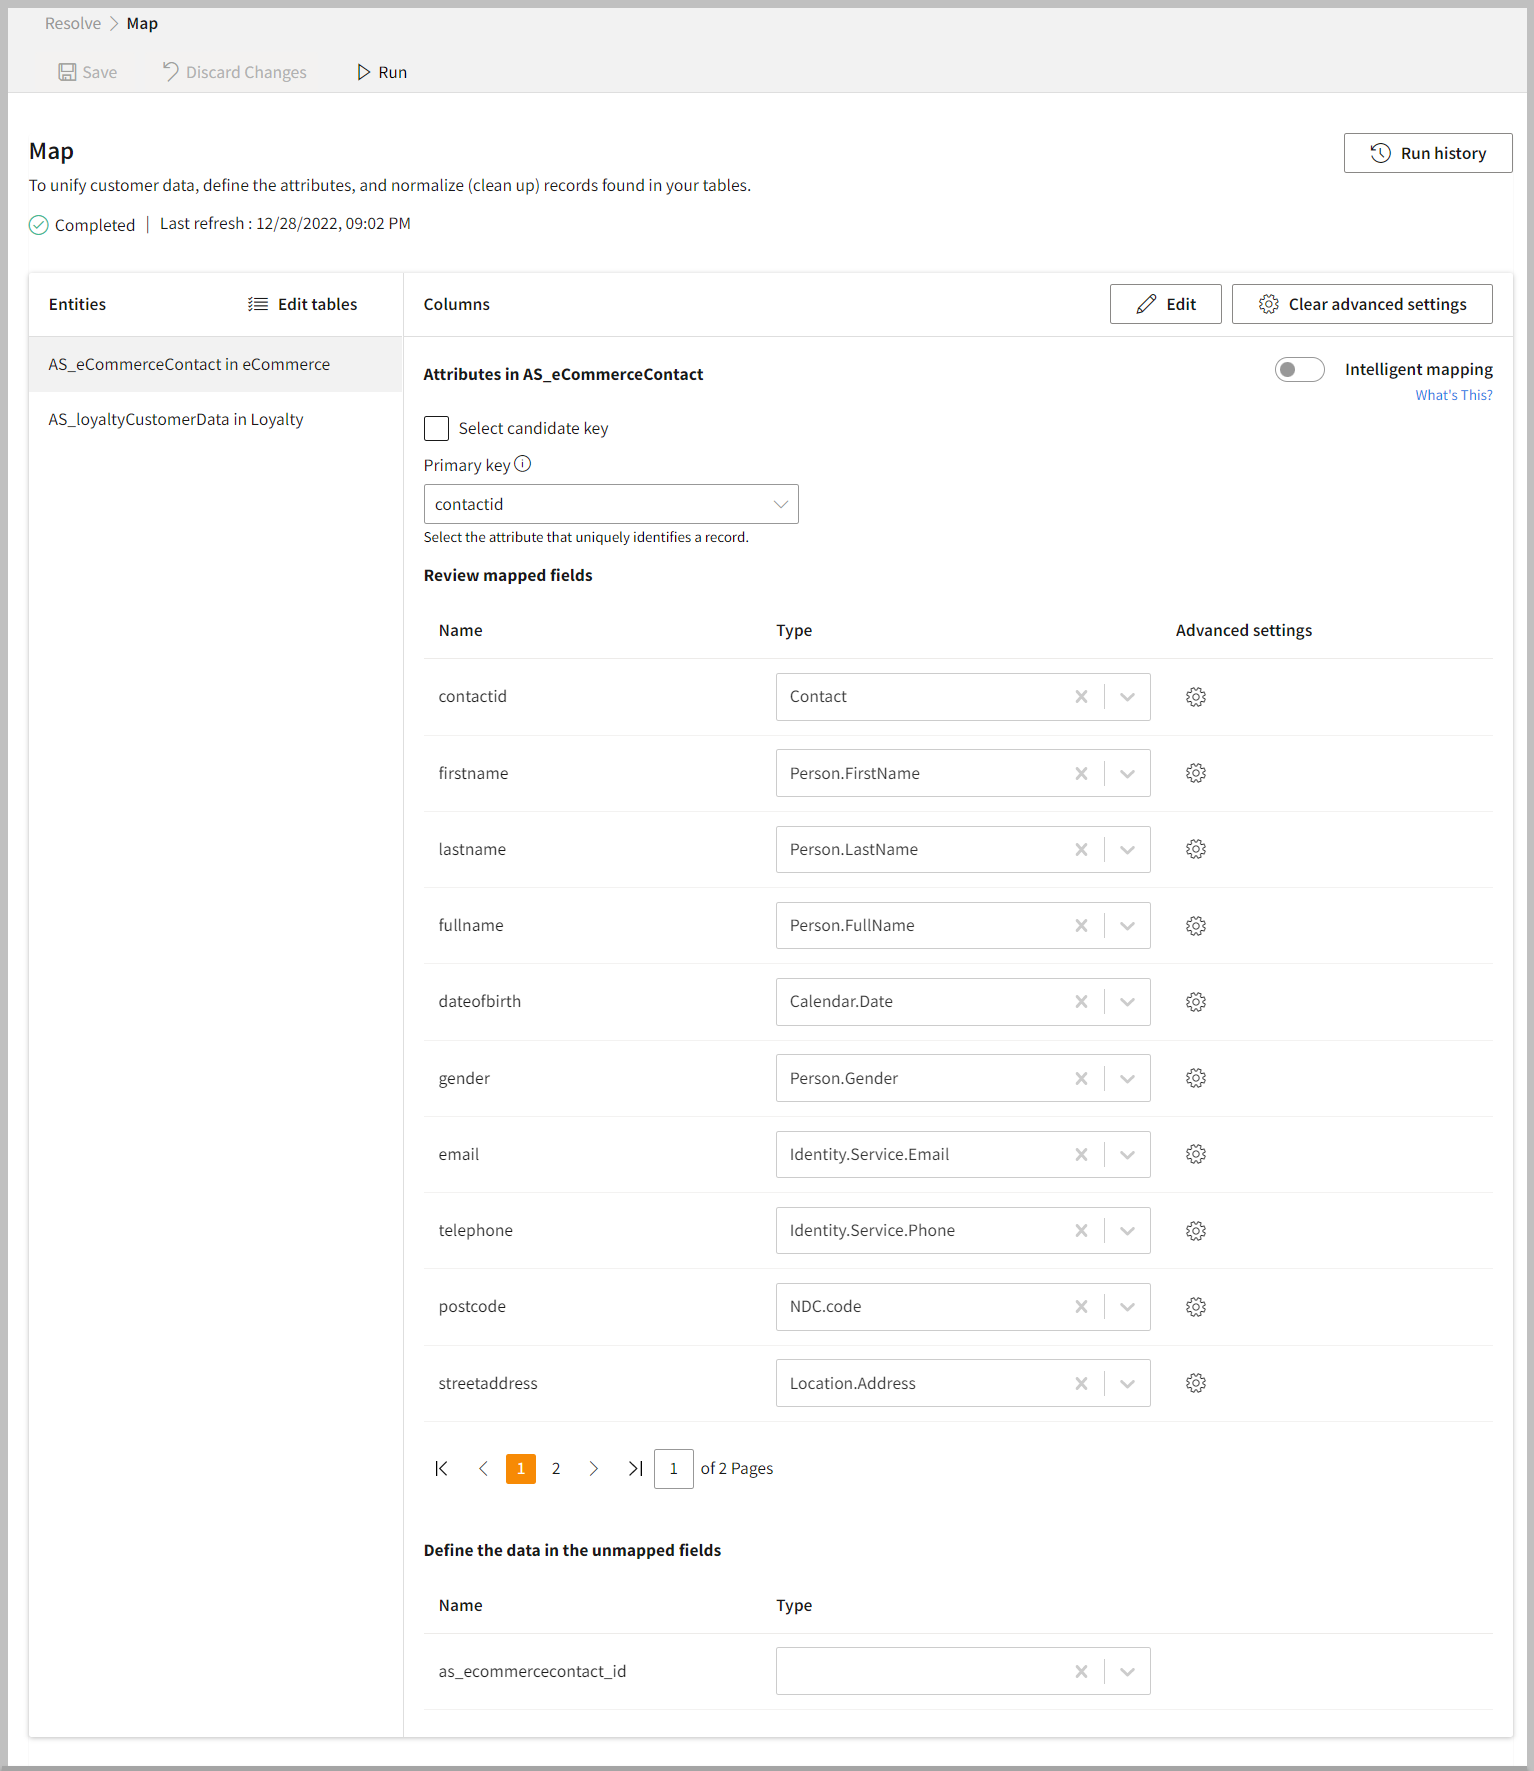 Resolve > Map
Save Discard Changes Run
Map
Run history
To unify customer data, define the attributes, and normalize (clean up) records found in your tables.
Completed | Last refresh : 12/28/2022, 09:02 PM
Entities Edit tables Columns Edit Clear advanced settings
AS_eCommerceContact in eCommerce
AS_loyaltyCustomerData in Loyalty
Attributes in AS_eCommerceContact
Intelligent mapping
What's This?
Select candidate key
Primary key
contactid
Select the attribute that uniquely identifies a record.
Review mapped fields
Name Type Advanced settings
contactid Contact
firstname Person.FirstName
lastname Person.LastName
fullname Person.FullName
dateofbirth Calendar.Date
gender Person.Gender
email Identity.Service.Email
telephone Identity.Service.Phone
postcode NDC.code
streetaddress Location.Address
1 2 1 of 2 Pages
Define the data in the unmapped fields
Name Type
as_ecommercecontact_id